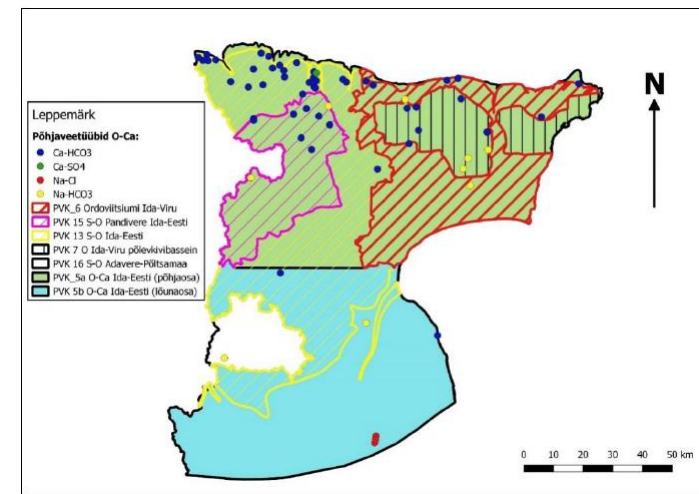 N
Leppemärk
Põhjaveetüübid O-Ca:
Ca-HCO3
Ca-SO4
Na-Cl
Na-HCO3
PVK_6 Ordoviitsiumi Ida-Viru
PVK 15 S-O Pandivere Ida-Eesti
PVK 13 S-O Ida-Eesti
PVK 7 O Ida-Viru põlevkivibassein
PVK 16 S-O Adavere-Põltsamaa
PVK_5a O-Ca Ida-Eesti (põhjaosa)
PVK 5b O-Ca Ida-Eesti (lõunaosa)
0 10 20 30 40 50 km